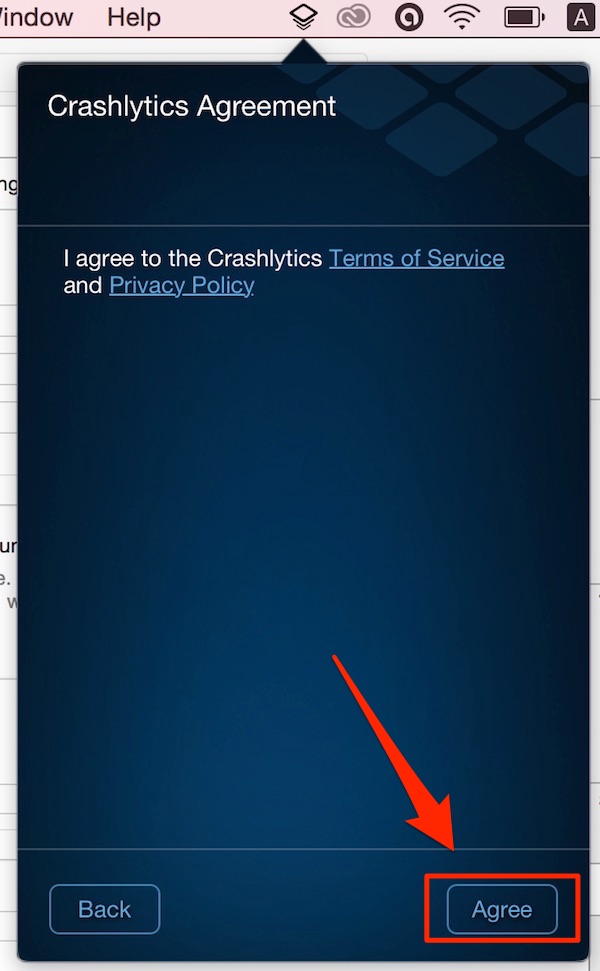 Window Help A
Crashlytics Agreement
I agree to the Crashlytics Terms of Service
and Privacy Policy
Back Agree